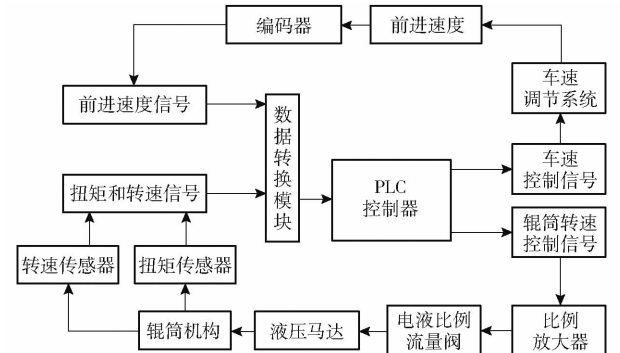 编码器
前进速度
前进速度信号
车速
调节系统
数据转换模块
扭矩和转速信号
PLC
控制器
车速
控制信号
辊筒转速
控制信号
转速传感器
扭矩传感器
辊筒机构
液压马达
电液比例
流量阀
比例
放大器